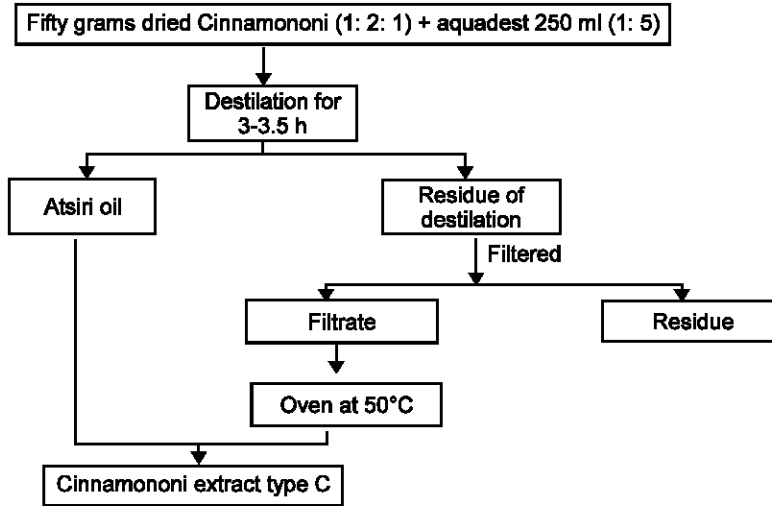 Fifty grams dried Cinnamononi (1: 2: 1) + aquadest 250 ml (1: 5)
Destilation for
3-3.5 h
Atsiri oil
Residue of
destilation
Filtered
Filtrate
Residue
Oven at 50°C
Cinnamononi extract type C